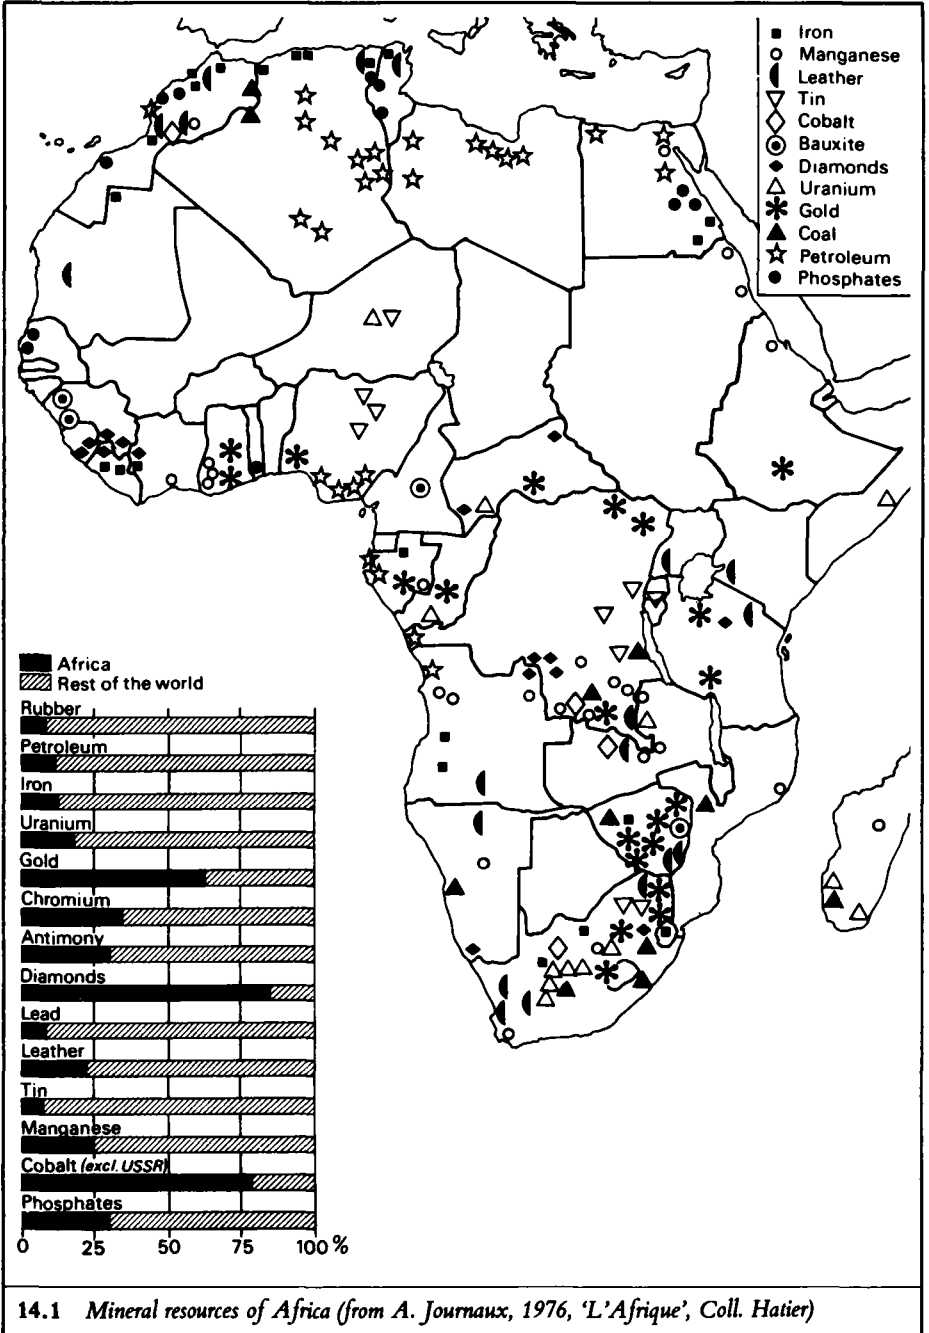 Iron
Manganese
Leather
Tin
Cobalt
Bauxite
Diamonds
Uranium
Gold
Coal
Petroleum
Phosphates
Africa
Rest of the world
Rubber
Petroleum
Iron
Uranium
Gold
Chromium
Antimony
Diamonds
Lead
Leather
Tin
Manganese
Cobalt (excl. USSR)
Phosphates
0 25 50 75 100 %
14.1 Mineral resources of Africa (from A. Journaux, 1976, ‘L’Afrique’, Coll. Hatier)